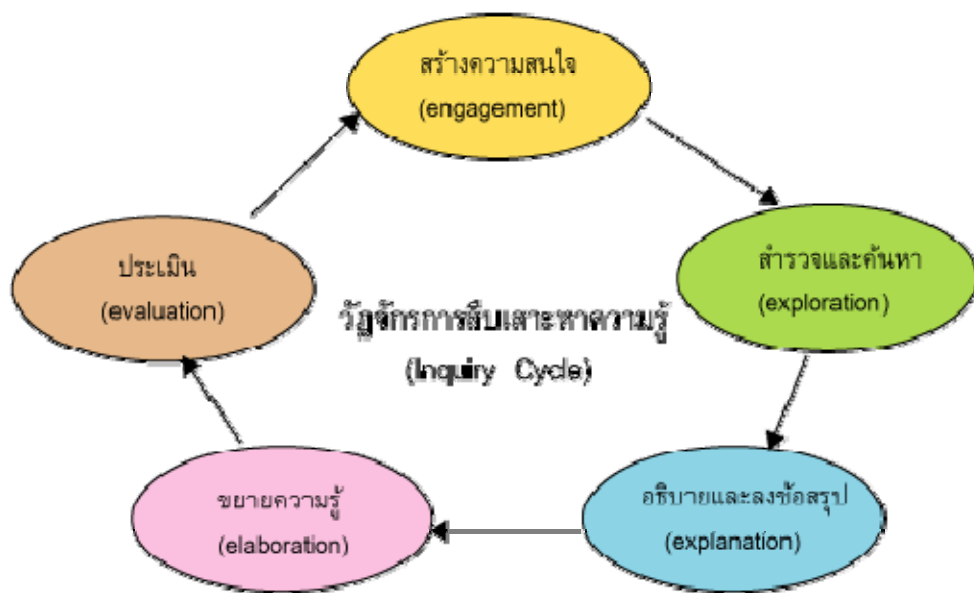 สร้างความสนใจ
(engagement)
สำรวจและค้นหา
(exploration)
อธิบายและลงข้อสรุป
(explanation)
ขยายความรู้
(elaboration)
ประเมิน
(evaluation)
วัฏจักรการสืบเสาะหาความรู้
(Inquiry Cycle)